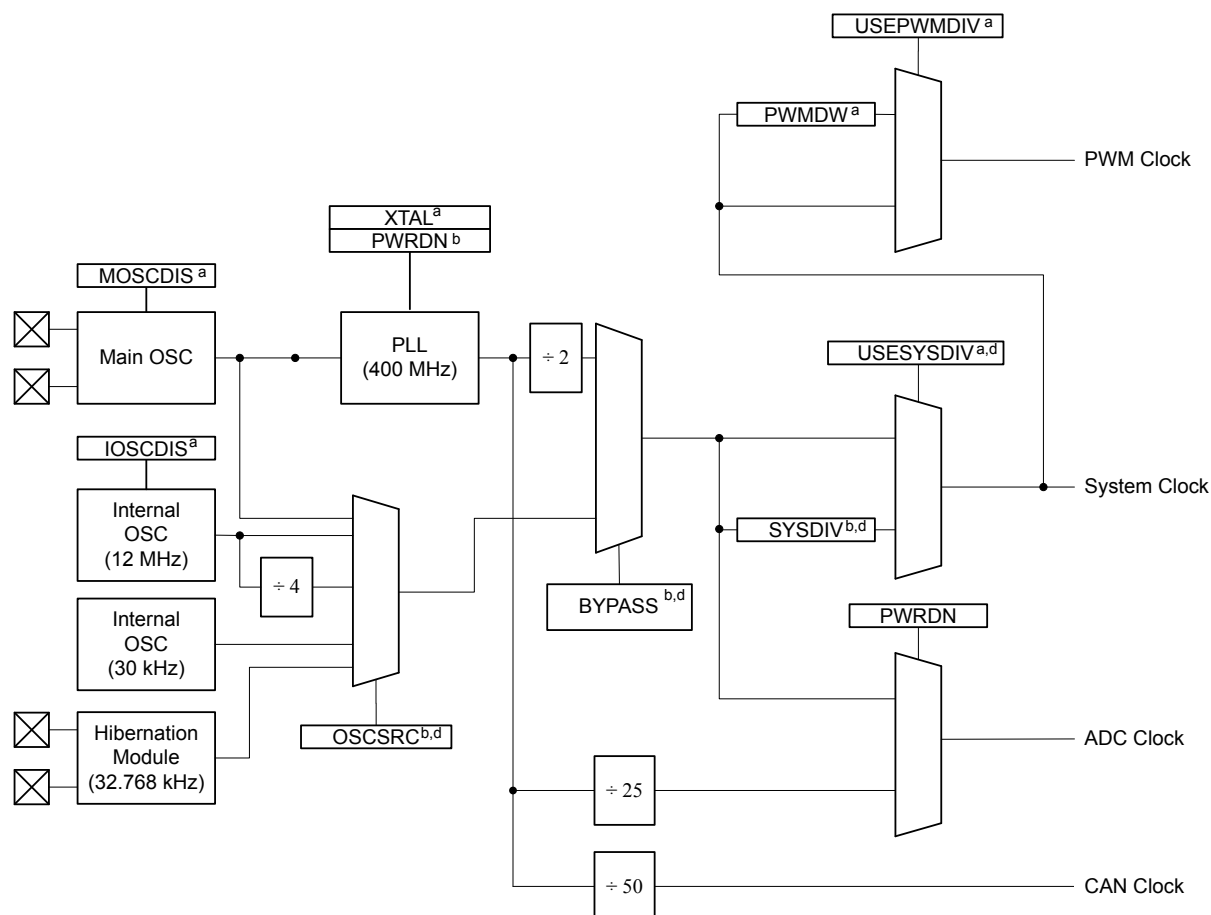 USEPWMDIV a
PWMDW a
PWM Clock
XTAL a
PWRDN b
MOSCDIS a
Main OSC
PLL
(400 MHz)
÷ 2
USESYSDIV a,d
IOSCDIS a
Internal
OSC
(12 MHz)
System Clock
SYSDIV b,d
÷ 4
BYPASS b,d
Internal
OSC
(30 kHz)
PWRDN
Hibernation
Module
(32.768 kHz)
OSCSRC b,d
ADC Clock
÷ 25
÷ 50
CAN Clock